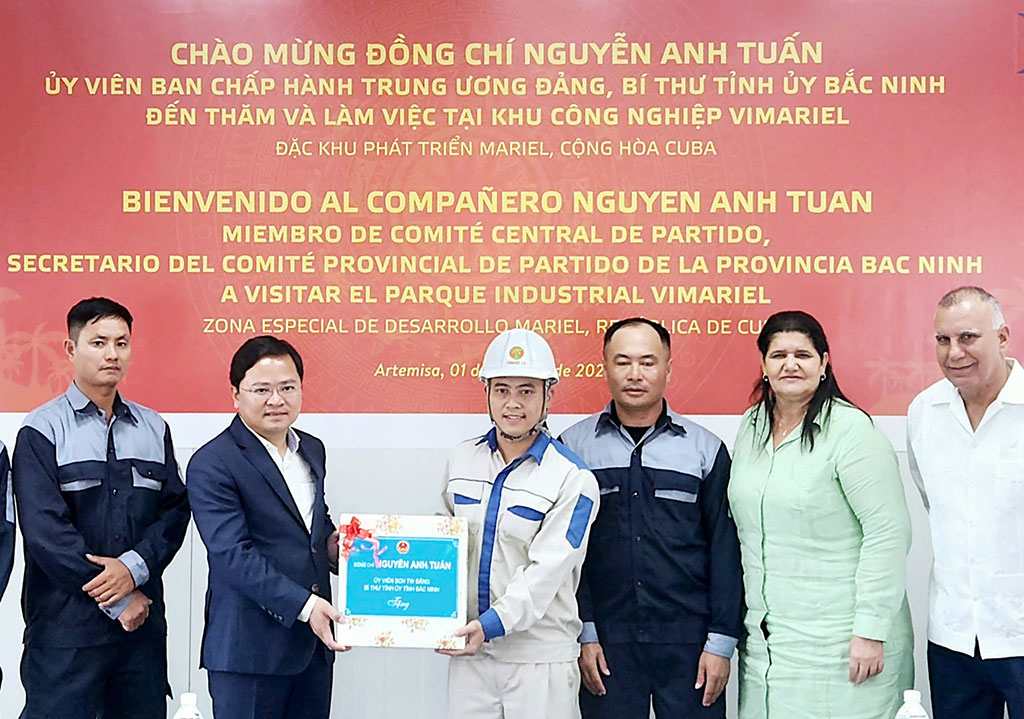 CHÀO MỪNG ĐỒNG CHÍ NGUYỄN ANH TUẤN
ỦY VIÊN BAN CHẤP HÀNH TRUNG ƯƠNG ĐẢNG, BÍ THƯ TỈNH ỦY BẮC NINH
ĐẾN THĂM VÀ LÀM VIỆC TẠI KHU CÔNG NGHIỆP VIMARIEL
ĐẶC KHU PHÁT TRIỂN MARIEL, CỘNG HÒA CUBA
BIENVENIDO AL COMPAÑERO NGUYEN ANH TUAN
MIEMBRO DE COMITÉ CENTRAL DE PARTIDO,
SECRETARIO DEL COMITÉ PROVINCIAL DE PARTIDO DE LA PROVINCIA BAC NINH
A VISITAR EL PARQUE INDUSTRIAL VIMARIEL
ZONA ESPECIAL DE DESARROLLO MARIEL, DE
Artemisa, 01 de
ĐỒNG CHÍ NGUYỄN ANH TUẤN
ỦY VIÊN BCH TW ĐẢNG
BÍ THƯ TỈNH ỦY TỈNH BẮC NINH
Tặng